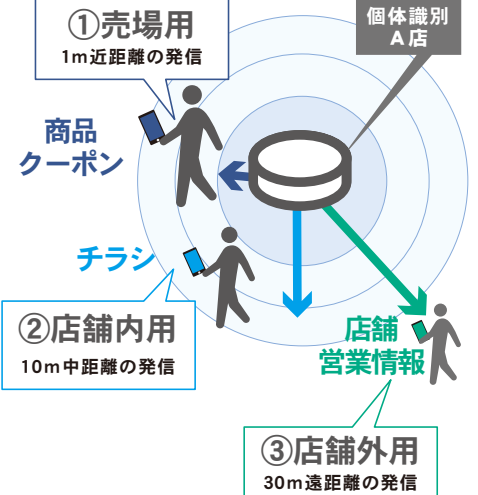 ①売場用
1m近距離の発信
個体識別
A店
商品
クーポン
チラシ
②店舗内用
10m中距離の発信
店舗
営業情報
③店舗外用
30m遠距離の発信